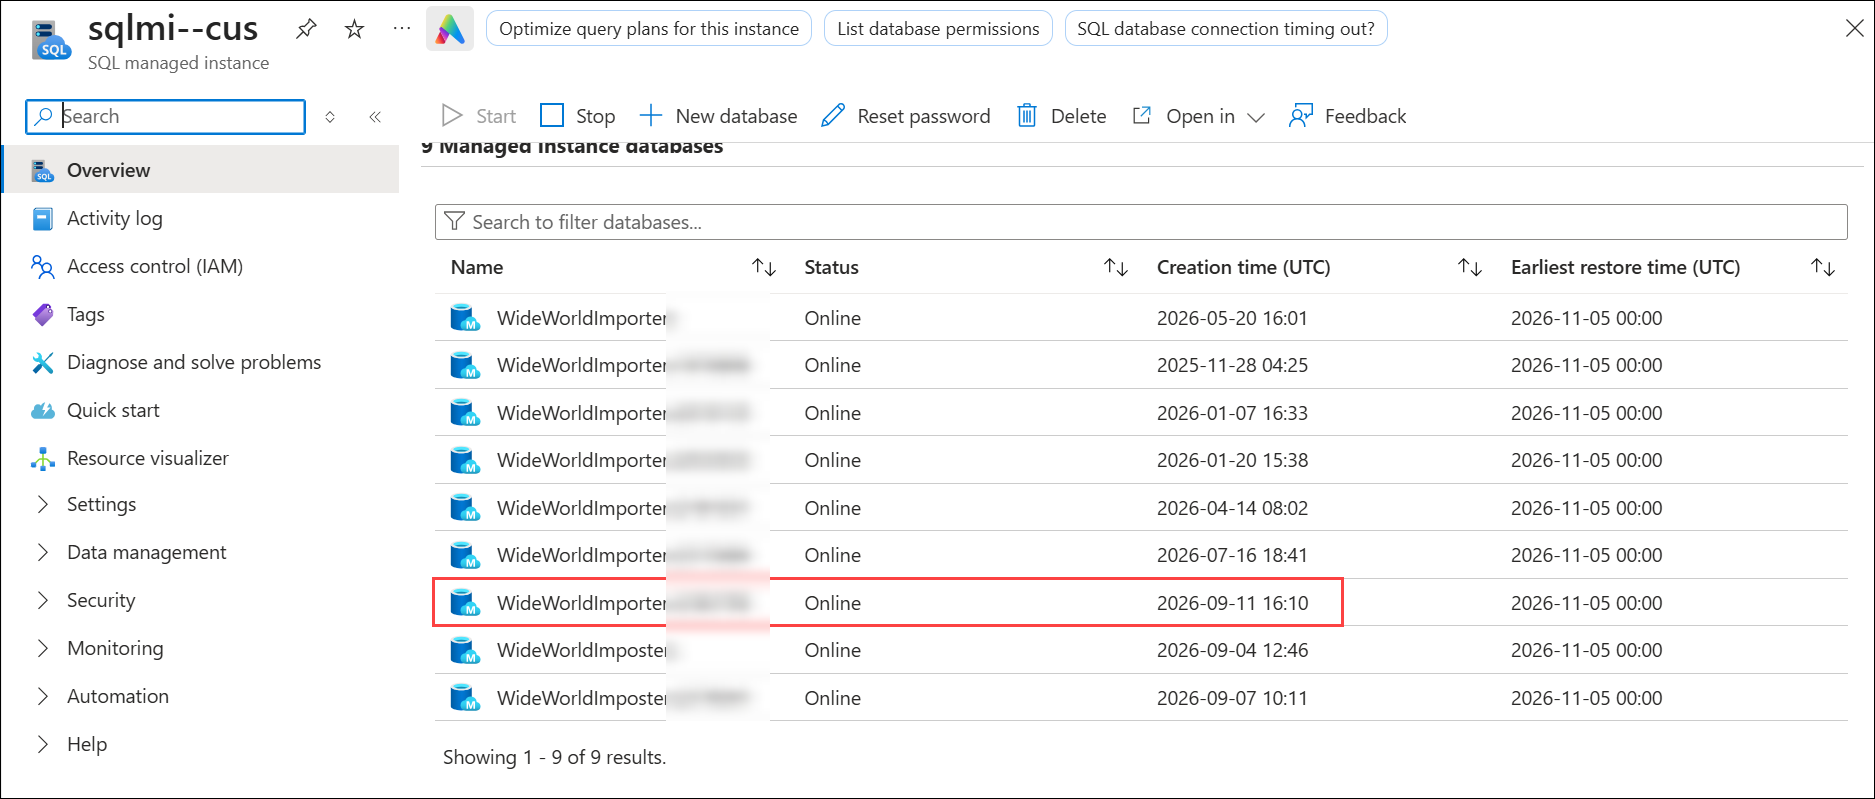 sqlmi--cus
SQL managed instance
Optimize query plans for this instance
List database permissions
SQL database connection timing out?
Search
Start
Stop
New database
Reset password
Delete
Open in
Feedback
Overview
Activity log
Access control (IAM)
Tags
Diagnose and solve problems
Quick start
Resource visualizer
Settings
Data management
Security
Monitoring
Automation
Help
9 Managed Instance databases
Search to filter databases...
Name Status Creation time (UTC) Earliest restore time (UTC)
WideWorldImporter Online 2026-05-20 16:01 2026-11-05 00:00
WideWorldImporter Online 2025-11-28 04:25 2026-11-05 00:00
WideWorldImporter Online 2026-01-07 16:33 2026-11-05 00:00
WideWorldImporter Online 2026-01-20 15:38 2026-11-05 00:00
WideWorldImporter Online 2026-04-14 08:02 2026-11-05 00:00
WideWorldImporter Online 2026-07-16 18:41 2026-11-05 00:00
WideWorldImporter Online 2026-09-11 16:10 2026-11-05 00:00
WideWorldImposte Online 2026-09-04 12:46 2026-11-05 00:00
WideWorldImposte Online 2026-09-07 10:11 2026-11-05 00:00
Showing 1 - 9 of 9 results.